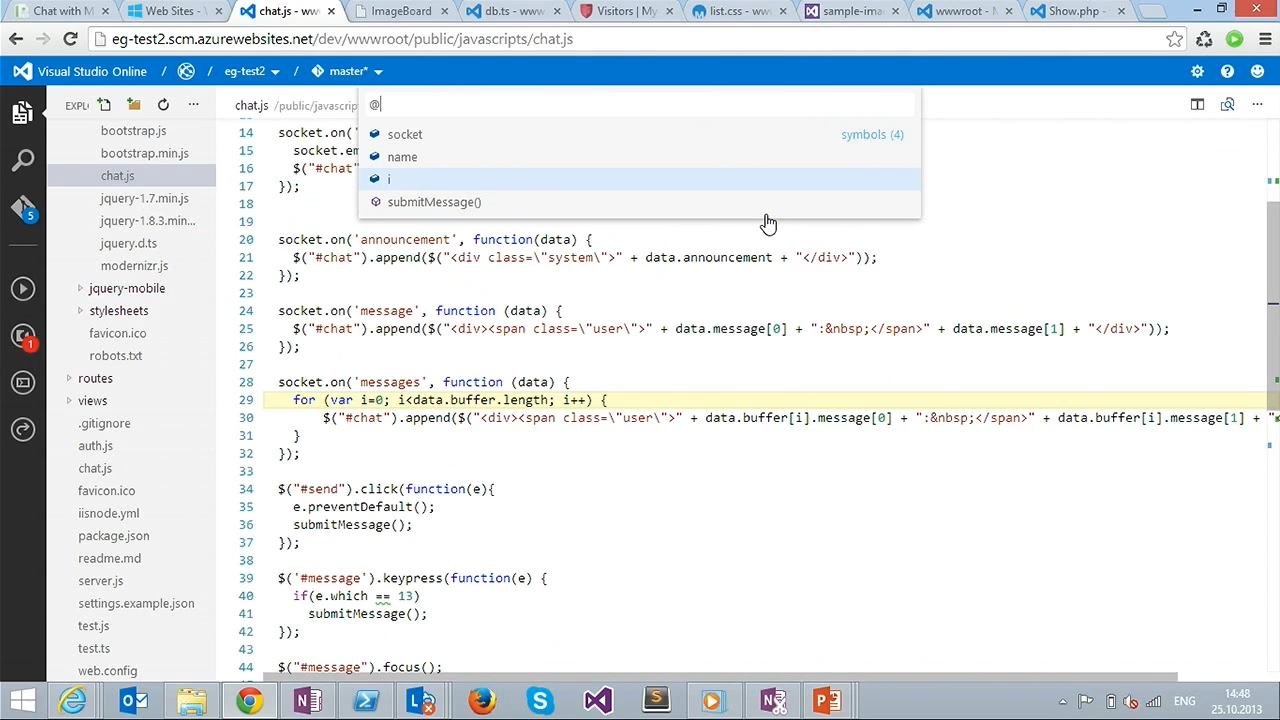 Chat with M
Web Sites -
chat.js - ww
ImageBoard
db.ts - www
Visitors | My
list.css - ww
sample-ima
wwwroot - M
Show.php -
eg-test2.scm.azurewebsites.net/dev/wwwroot/public/javascripts/chat.js
Visual Studio Online / / eg-test2 / master*
EXPL
chat.js /public/javascrip
@
socket symbols (4)
name
i
submitMessage()
bootstrap.js
bootstrap.min.js
chat.js
jquery-1.7.min.js
jquery-1.8.3.min...
jquery.d.ts
modernizr.js
jquery-mobile
stylesheets
favicon.ico
robots.txt
routes
views
.gitignore
auth.js
chat.js
favicon.ico
iisnode.yml
package.json
readme.md
server.js
settings.example.json
test.js
test.ts
web.config
5
1
14 socket.on('
15 socket.em
16 $("#chat"
17 });
18
19
20 socket.on('announcement', function(data) {
21 $("#chat").append($("<div class=\"system\">" + data.announcement + "</div>"));
22 });
23
24 socket.on('message', function (data) {
25 $("#chat").append($("<div><span class=\"user\">" + data.message[0] + ":&nbsp;</span>" + data.message[1] + "</div>"));
26 });
27
28 socket.on('messages', function (data) {
29 for (var i=0; i<data.buffer.length; i++) {
30 $("#chat").append($("<div><span class=\"user\">" + data.buffer[i].message[0] + ":&nbsp;</span>" + data.buffer[i].message[1] + "
31 }
32 });
33
34 $("#send").click(function(e){
35 e.preventDefault();
36 submitMessage();
37 });
38
39 $('#message').keypress(function(e) {
40 if(e.which == 13)
41 submitMessage();
42 });
43
44 $("#message").focus();
ENG
14:48
25.10.2013